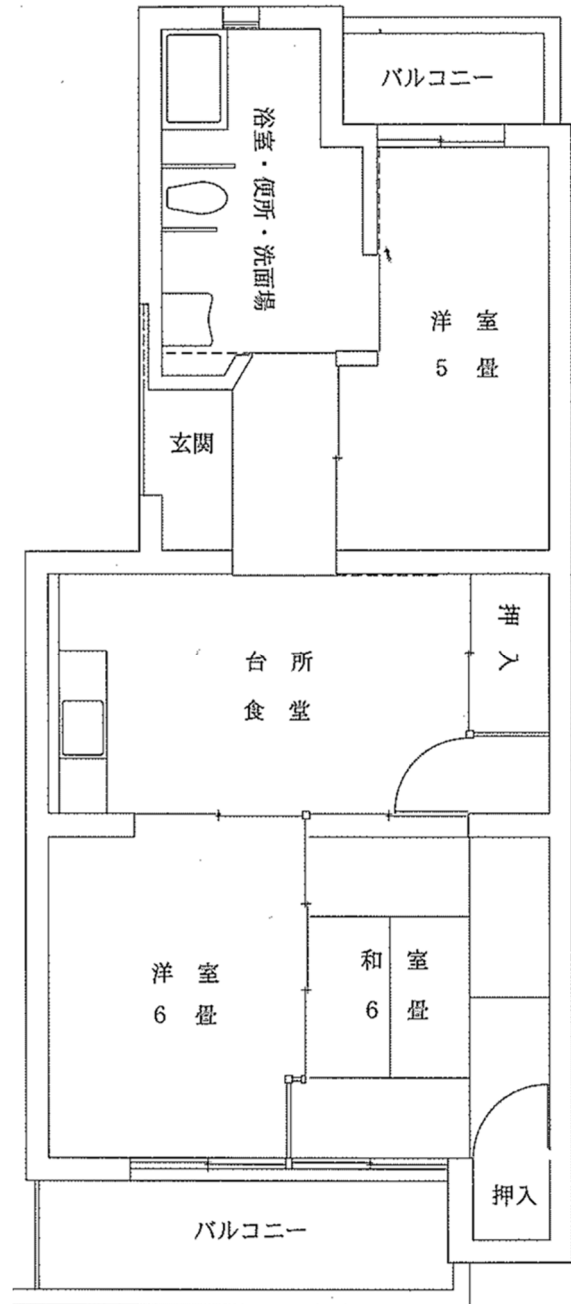 バルコニー
浴室・便所・洗面場
洋 室
5 畳
玄関
押入
台 所
食 堂
洋 室
6 畳
和 室
6 畳
押入
バルコニー